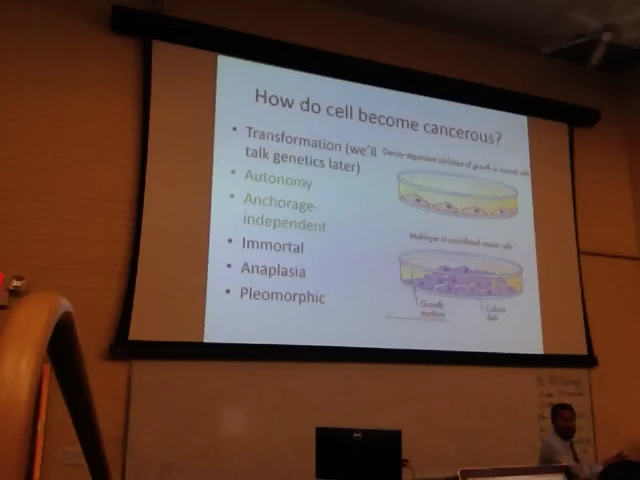 How do cell become cancerous?
• Transformation (we'll
talk genetics later)
• Autonomy
• Anchorage-
independent
• Immortal
• Anaplasia
• Pleomorphic
Density-dependent inhibition of growth in normal cells
Multilayer of uninhibited cancer cells
Growth
medium
Culture
dish